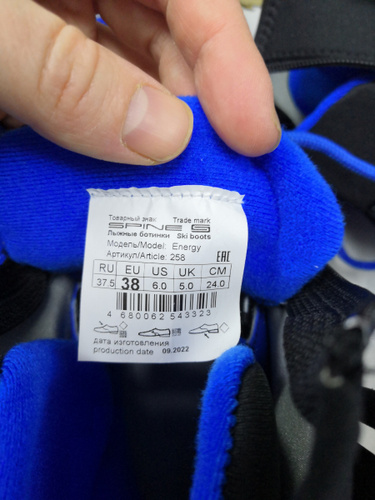 Товарный знак Trade mark
SPINE S
Лыжные ботинки Ski boots
Модель/Model: Energy
Артикул/Article: 258 EAC
RU EU US UK CM
37.5 38 6.0 5.0 24.0
4 680062 543323
дата изготовления
production date 09.2022